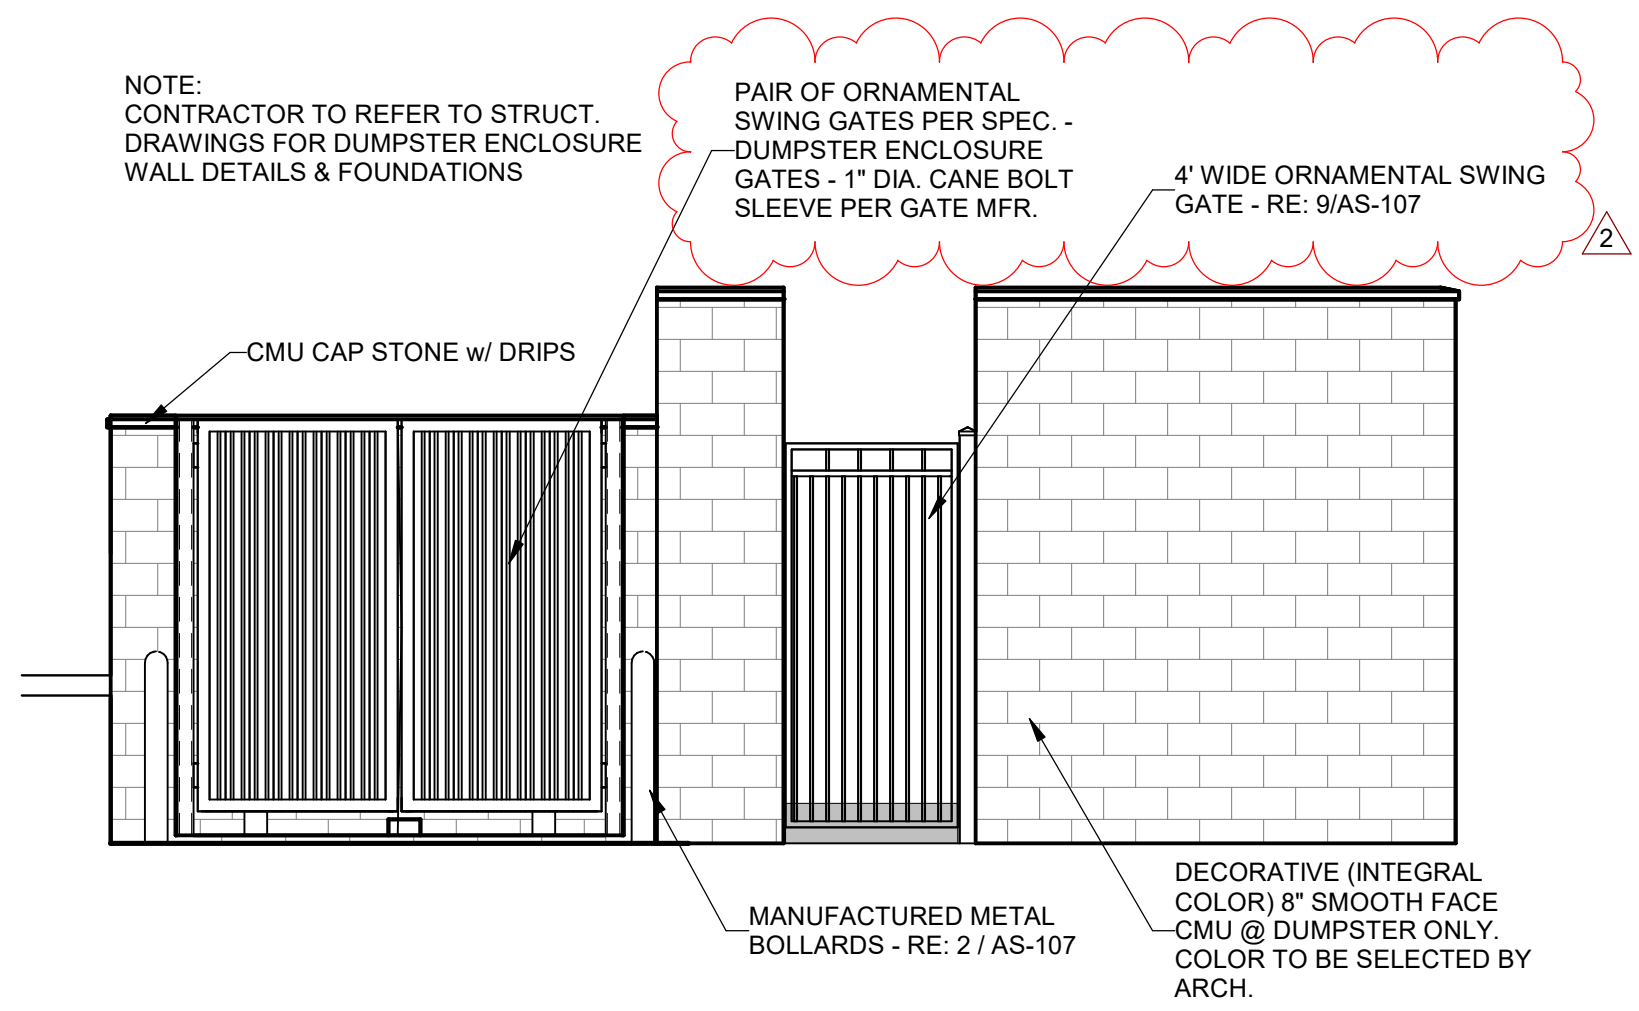 NOTE:
CONTRACTOR TO REFER TO STRUCT.
DRAWINGS FOR DUMPSTER ENCLOSURE
WALL DETAILS & FOUNDATIONS
PAIR OF ORNAMENTAL
SWING GATES PER SPEC. -
DUMPSTER ENCLOSURE
GATES - 1" DIA. CANE BOLT
SLEEVE PER GATE MFR.
4' WIDE ORNAMENTAL SWING
GATE - RE: 9/AS-107
2
CMU CAP STONE w/ DRIPS
MANUFACTURED METAL
BOLLARDS - RE: 2 / AS-107
DECORATIVE (INTEGRAL
COLOR) 8" SMOOTH FACE
CMU @ DUMPSTER ONLY.
COLOR TO BE SELECTED BY
ARCH.